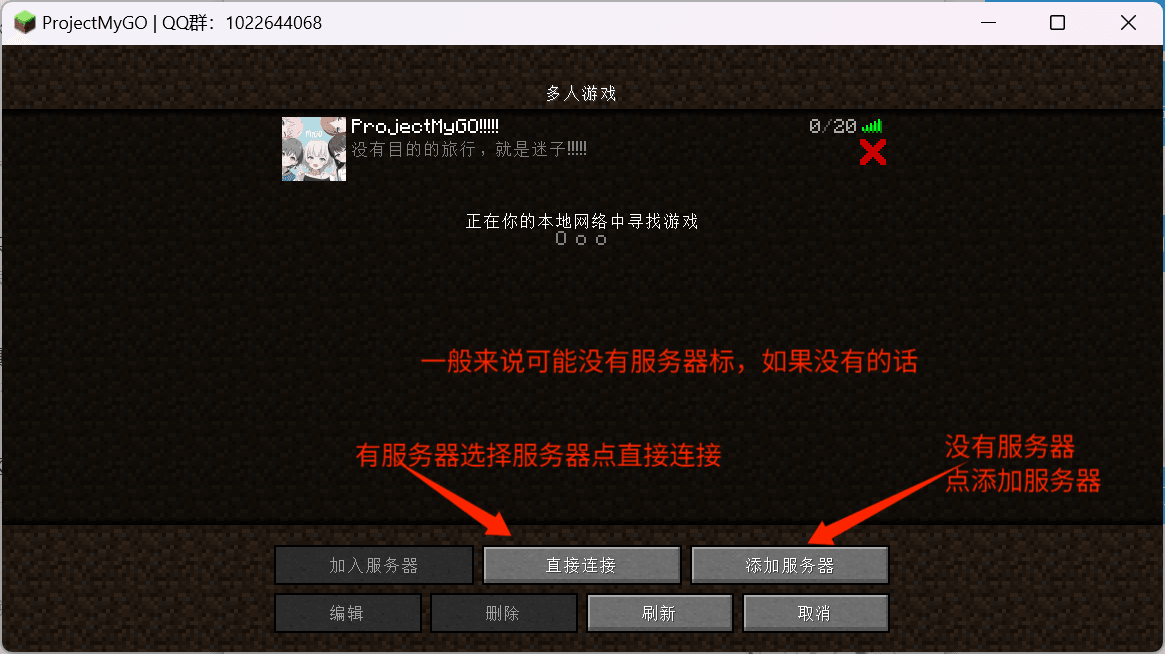 ProjectMyGO | QQ群：1022644068
多人游戏
ProjectMyGO!!!!!
0/20
没有目的的旅行，就是迷子!!!!!
正在你的本地网络中寻找游戏
O o o
一般来说可能没有服务器标，如果没有的话
有服务器选择服务器点直接连接
没有服务器
点添加服务器
加入服务器
直接连接
添加服务器
编辑
删除
刷新
取消